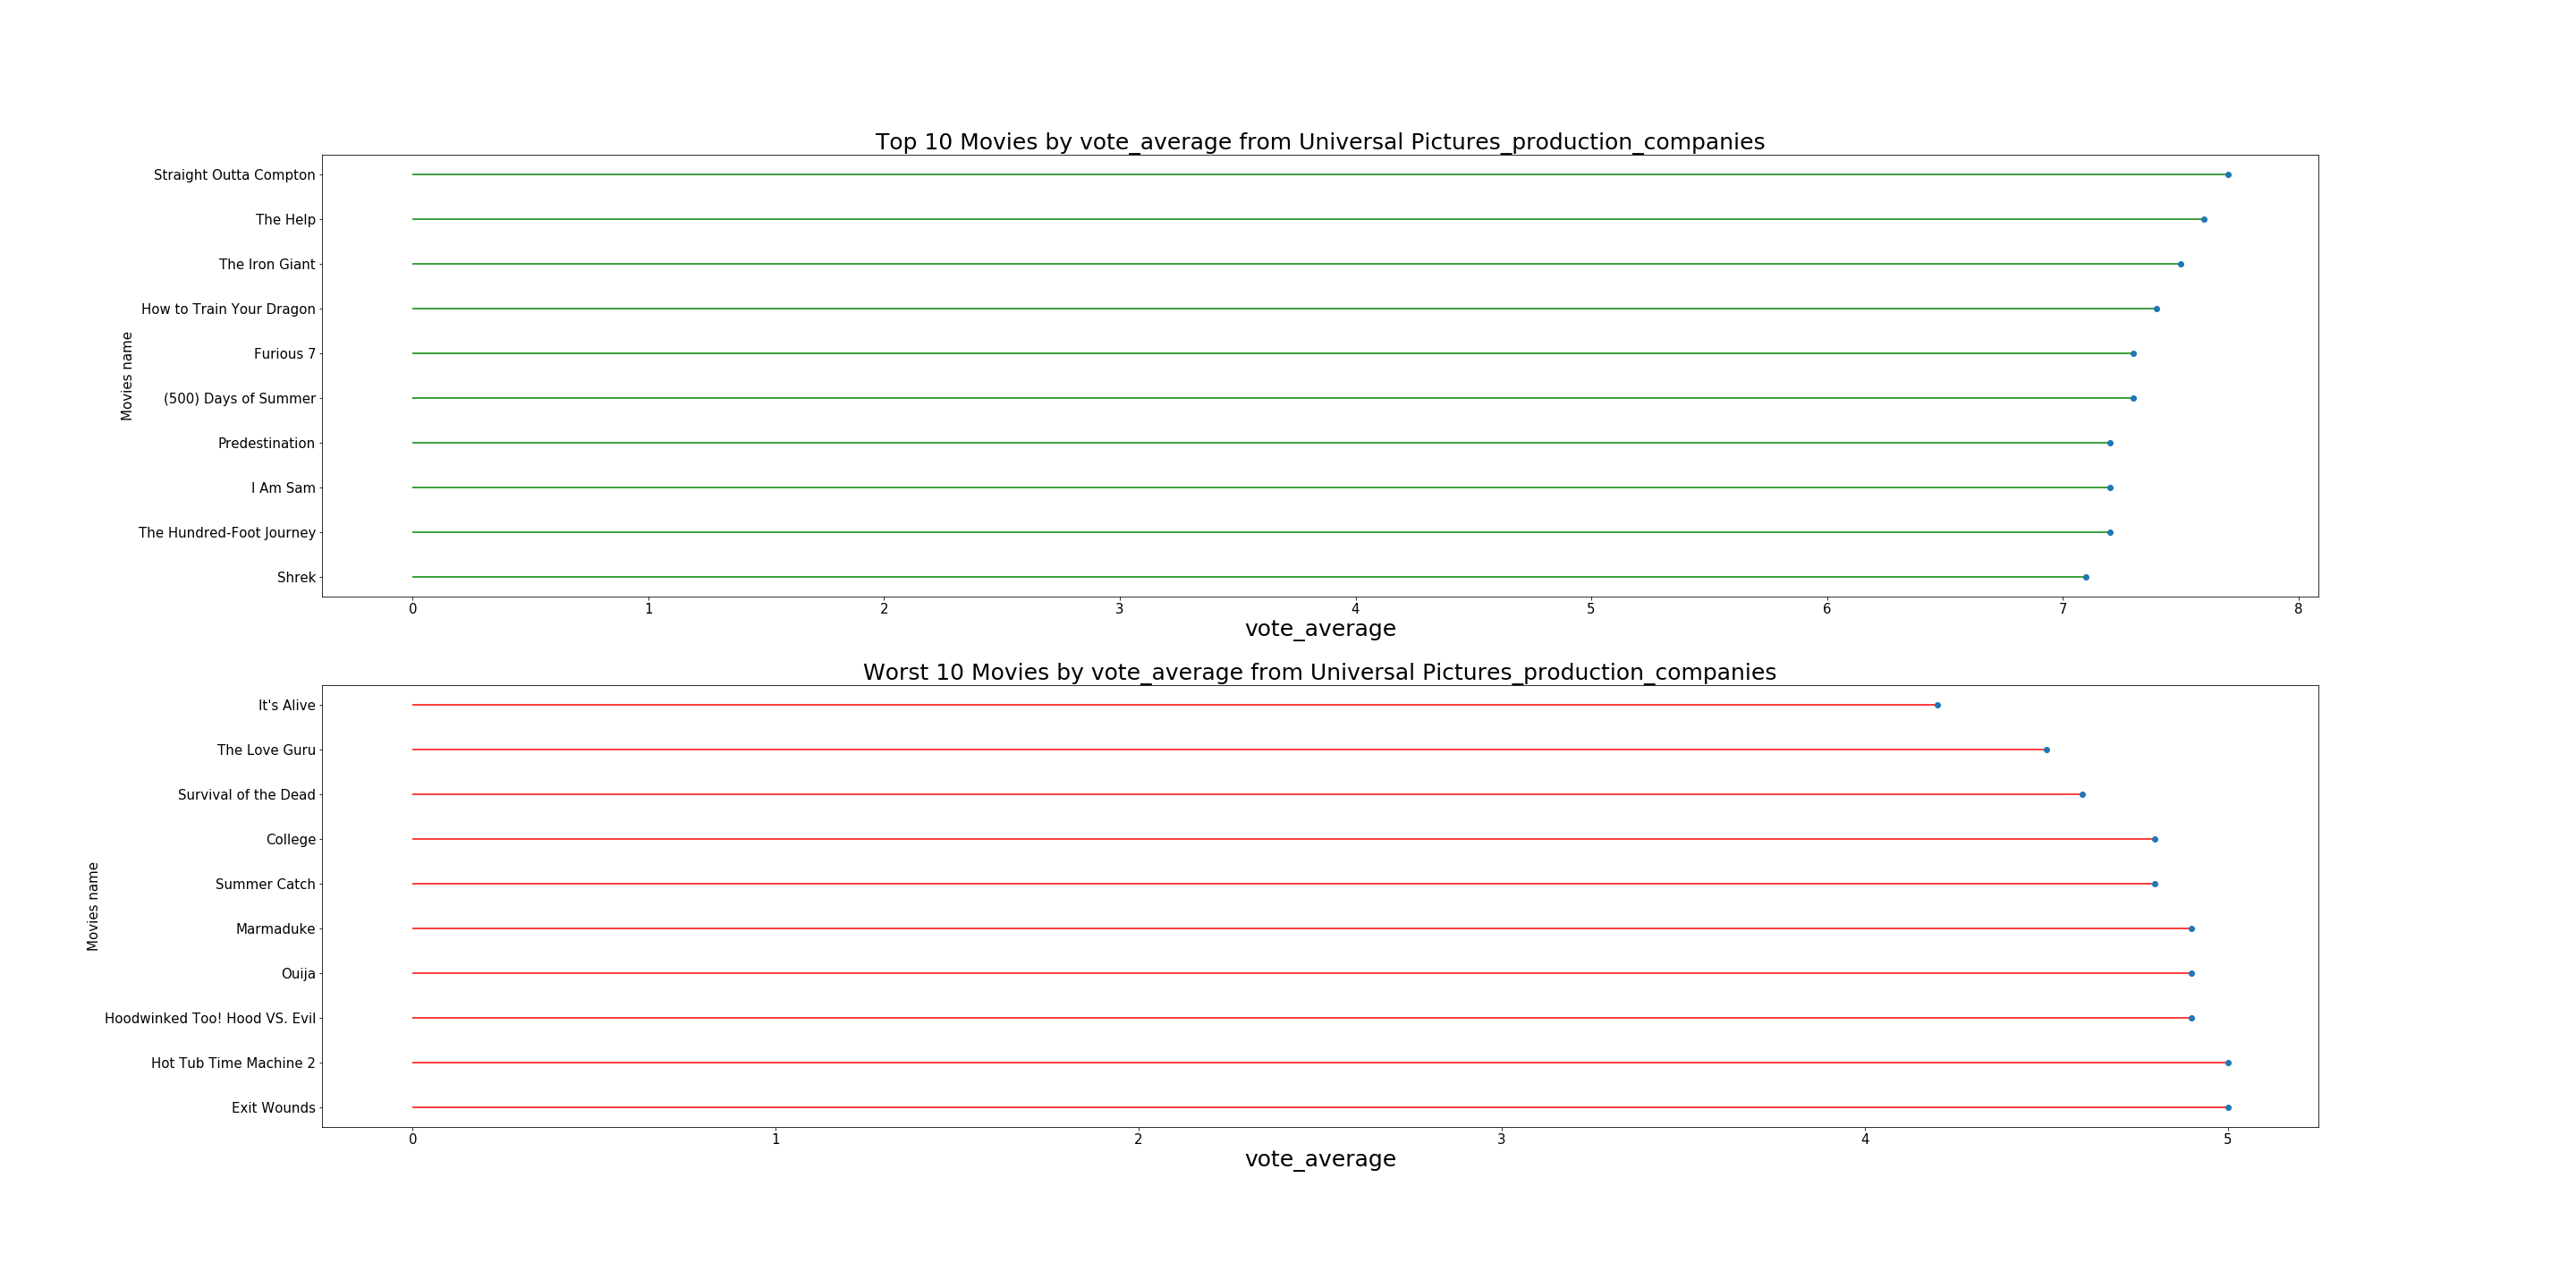 Top 10 Movies by vote_average from Universal Pictures_production_companies
Movies name
Straight Outta Compton
The Help
The Iron Giant
How to Train Your Dragon
Furious 7
(500) Days of Summer
Predestination
I Am Sam
The Hundred-Foot Journey
Shrek
0 1 2 3 4 5 6 7 8
vote_average
Worst 10 Movies by vote_average from Universal Pictures_production_companies
Movies name
It's Alive
The Love Guru
Survival of the Dead
College
Summer Catch
Marmaduke
Ouija
Hoodwinked Too! Hood VS. Evil
Hot Tub Time Machine 2
Exit Wounds
0 1 2 3 4 5
vote_average